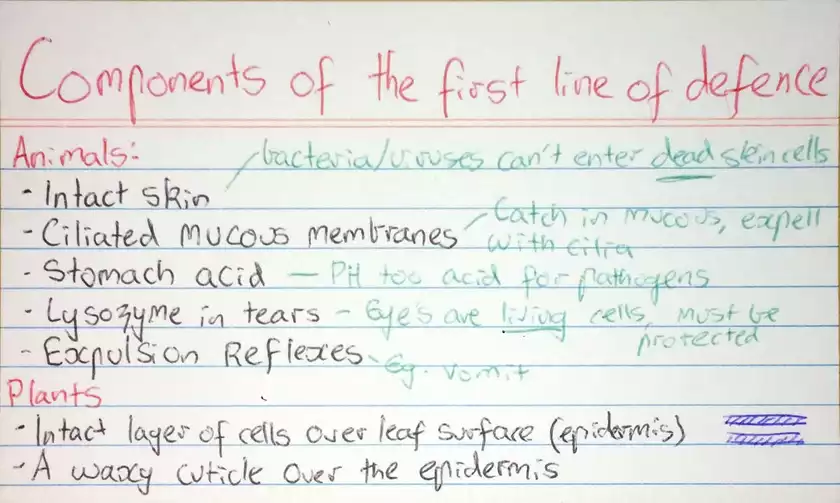 Components of the first line of defence
Animals:
bacteria/viruses can't enter dead skin cells
- Intact skin
- Ciliated mucous membranes
Catch in mucous, expell
with cilia
- Stomach acid — PH too acid for pathogens
- Lysozyme in tears - Eye's are living cells, must be
protected
- Expulsion Reflexes - Eg. vomit
Plants
- Intact layer of cells over leaf surface (epidermis)
- A waxy cuticle over the epidermis